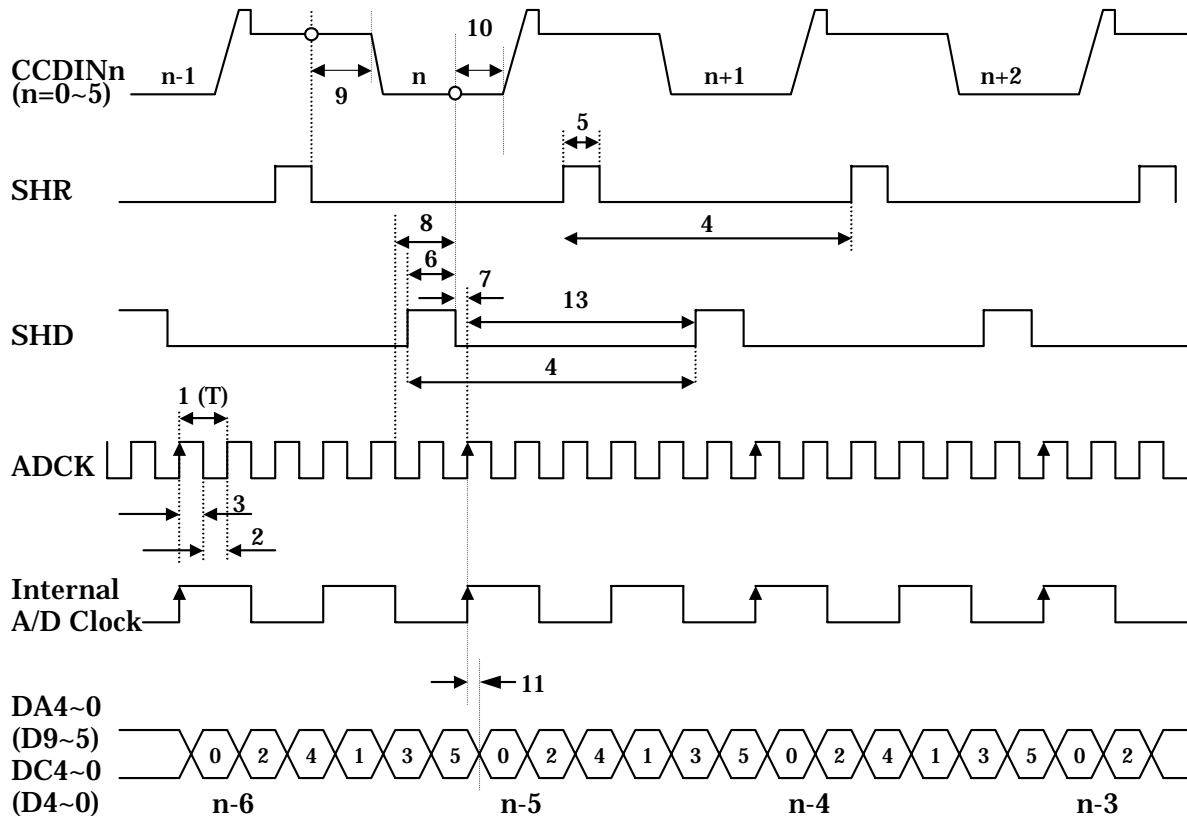 10
CCDINn
(n=0~5)
n-1
n
n+1
n+2
9
5
SHR
8
4
6
7
13
SHD
4
1 (T)
ADCK
3
2
Internal
A/D Clock
11
DA4~0
(D9~5)
DC4~0
(D4~0)
0 2 4 1 3 5 0 2 4 1 3 5 0 2 4 1 3 5 0 2
n-6 n-5 n-4 n-3